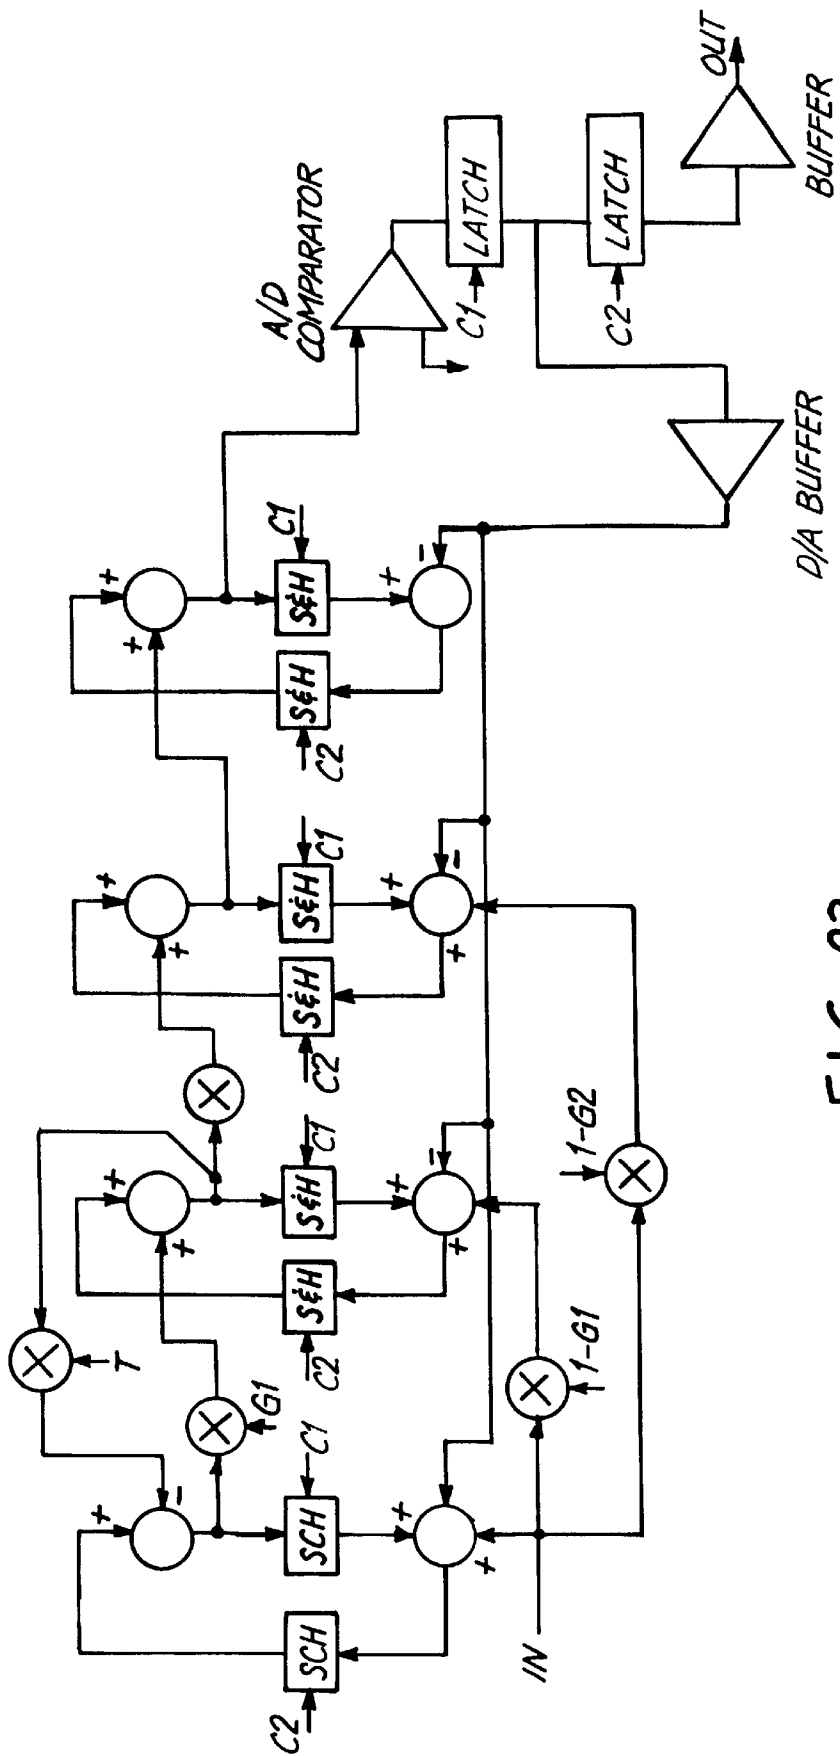 +
+
+
+
T
-
+
+
+
G1
A/D
COMPARATOR
C2
SCH
SCH
C1
C2
S&H
S&H
C1
C2
S&H
S&H
C1
C2
S&H
S&H
C1
+
+
+
-
+
-
+
+
-
+
C1
LATCH
IN
1-G1
1-G2
C2
LATCH
D/A BUFFER
OUT
BUFFER